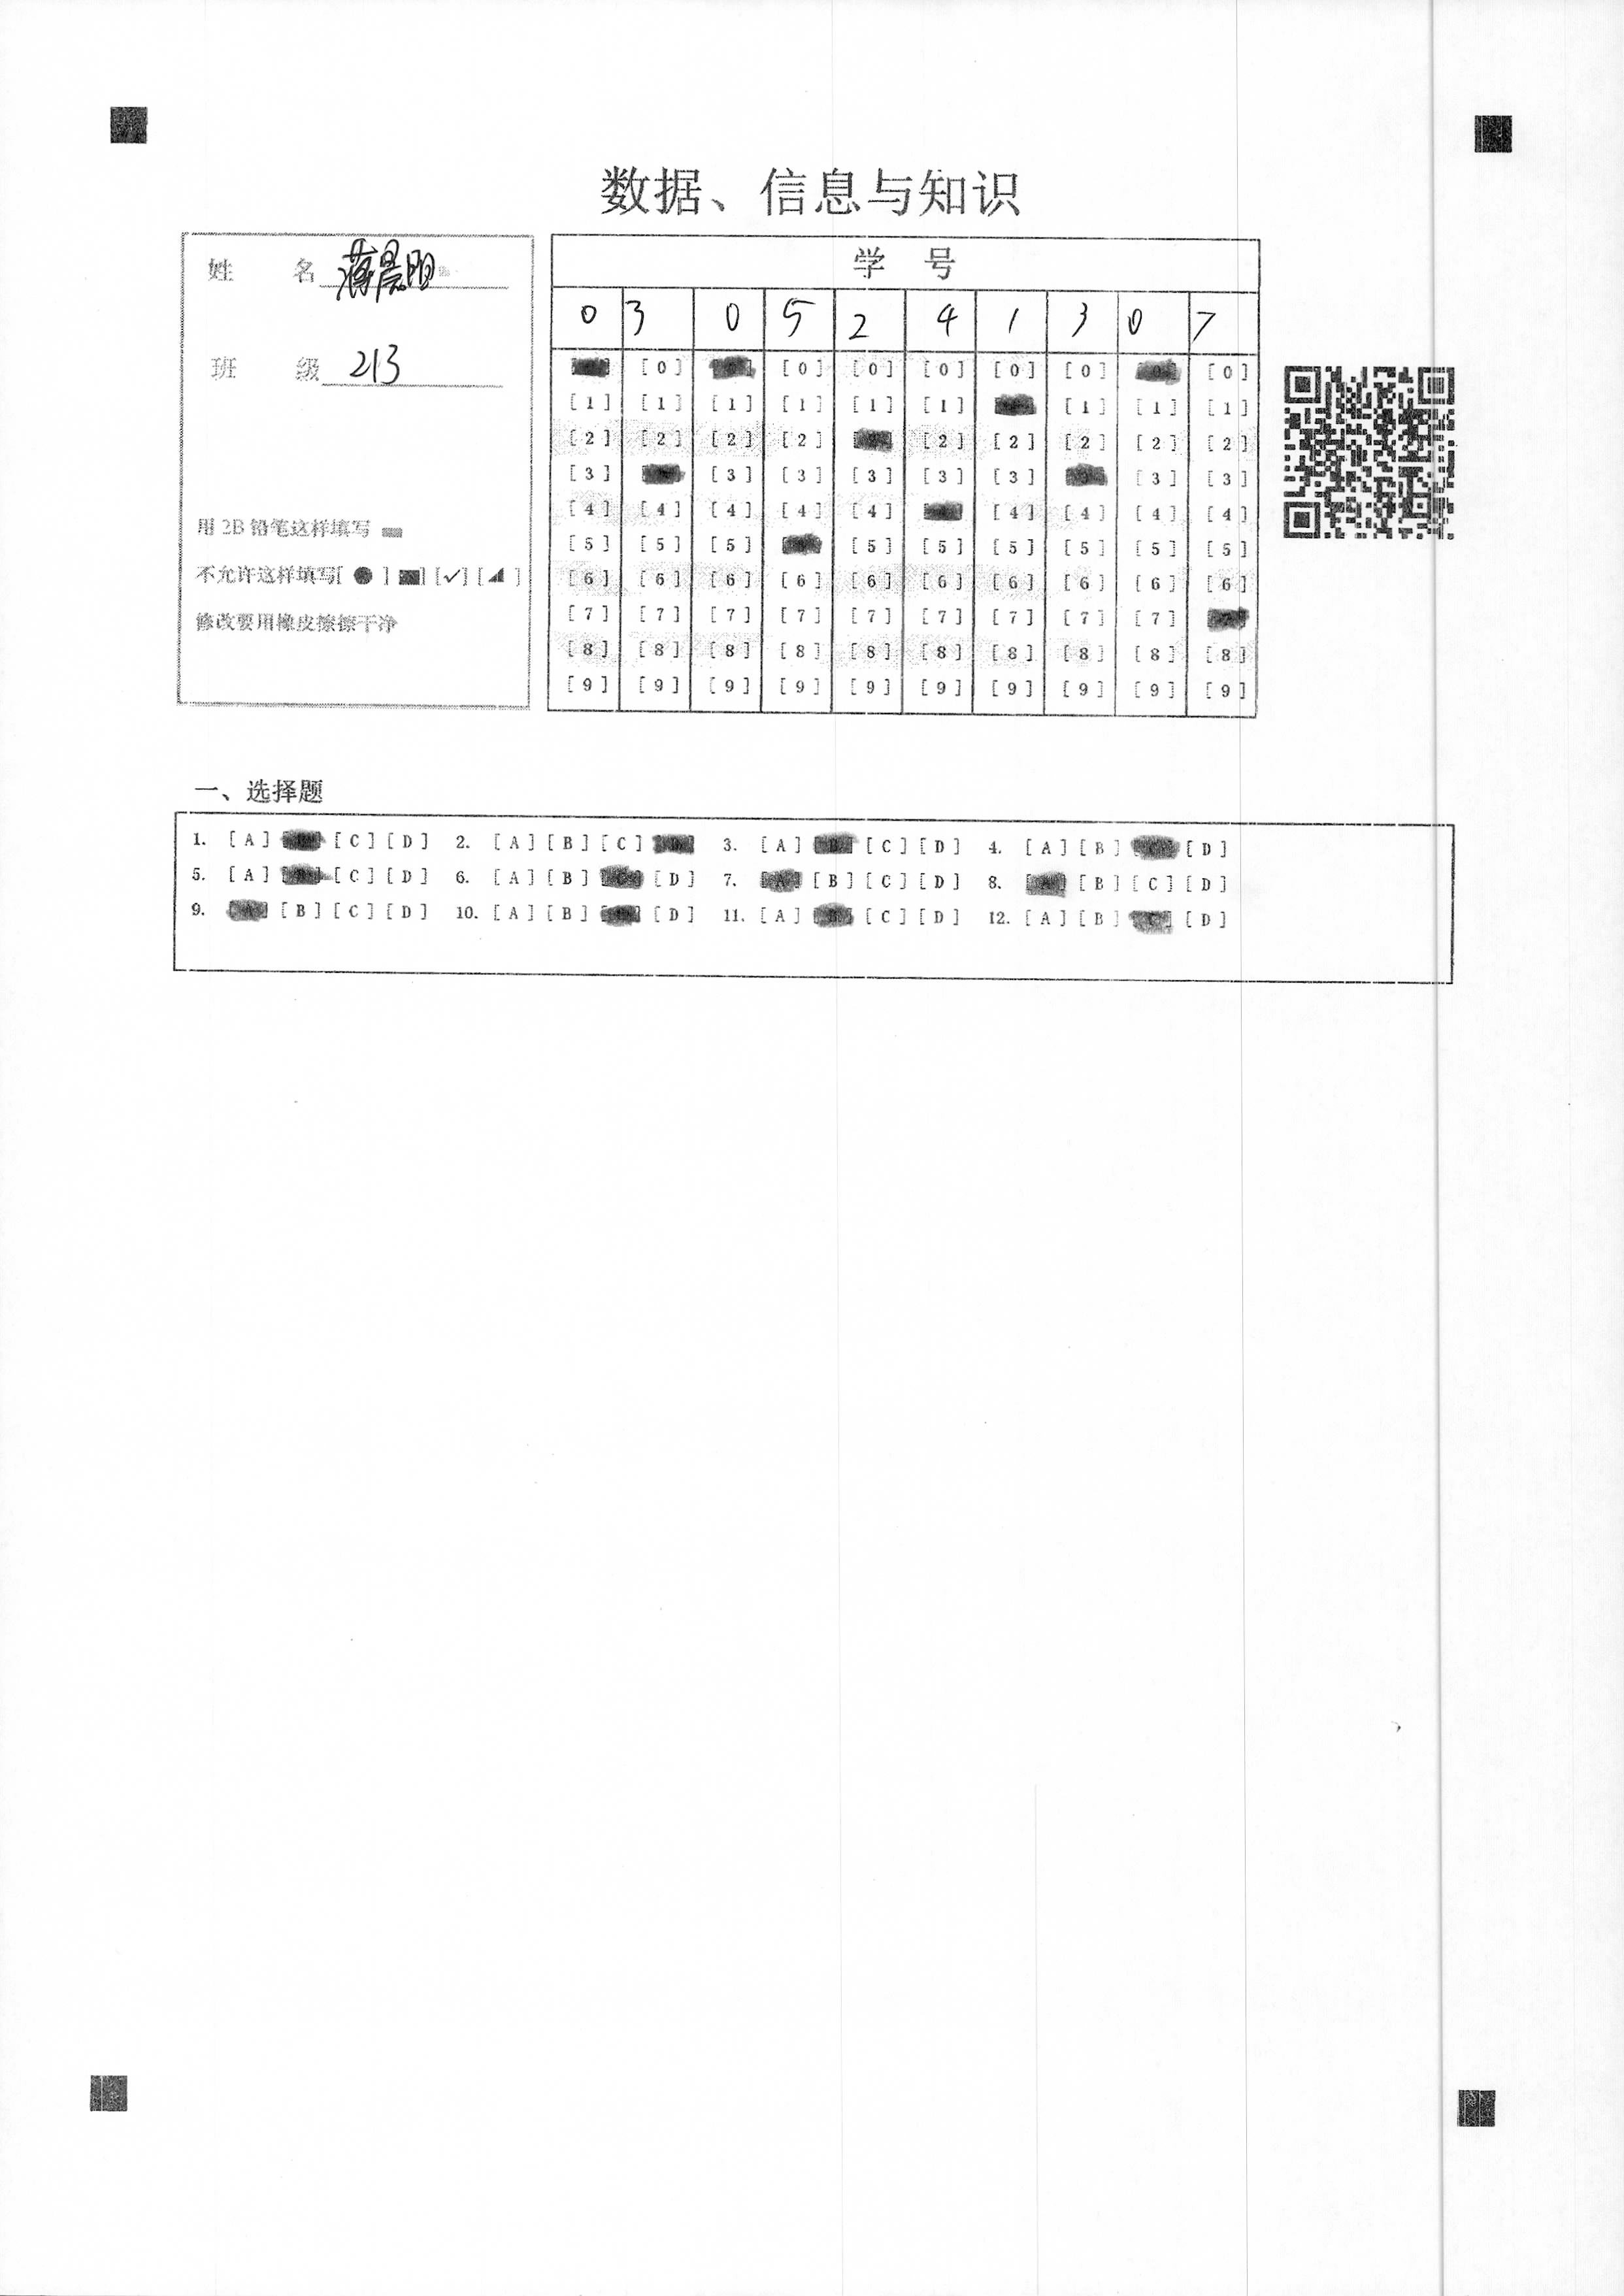 数据、信息与知识
姓 名
班 级 213
用 2B 铅笔这样填写
不允许这样填写[ ● ] [■] [✓] [◢ ]
修改要用橡皮擦擦干净
学 号
0 3 0 5 2 4 1 3 0 7
[0] [0] [0] [0] [0] [0] [0]
[1] [1] [1] [1] [1] [1] [1] [1] [1]
[2] [2] [2] [2] [2] [2] [2] [2] [2]
[3] [3] [3] [3] [3] [3] [3] [3]
[4] [4] [4] [4] [4] [4] [4] [4] [4]
[5] [5] [5] [5] [5] [5] [5] [5] [5]
[6] [6] [6] [6] [6] [6] [6] [6] [6] [6]
[7] [7] [7] [7] [7] [7] [7] [7] [7]
[8] [8] [8] [8] [8] [8] [8] [8] [8] [8]
[9] [9] [9] [9] [9] [9] [9] [9] [9] [9]
一、选择题
1. [A] [C] [D] 2. [A] [B] [C] 3. [A] [C] [D] 4. [A] [B] [D]
5. [A] [C] [D] 6. [A] [B] [D] 7. [B] [C] [D] 8. [B] [C] [D]
9. [B] [C] [D] 10. [A] [B] [D] 11. [A] [C] [D] 12. [A] [B] [D]